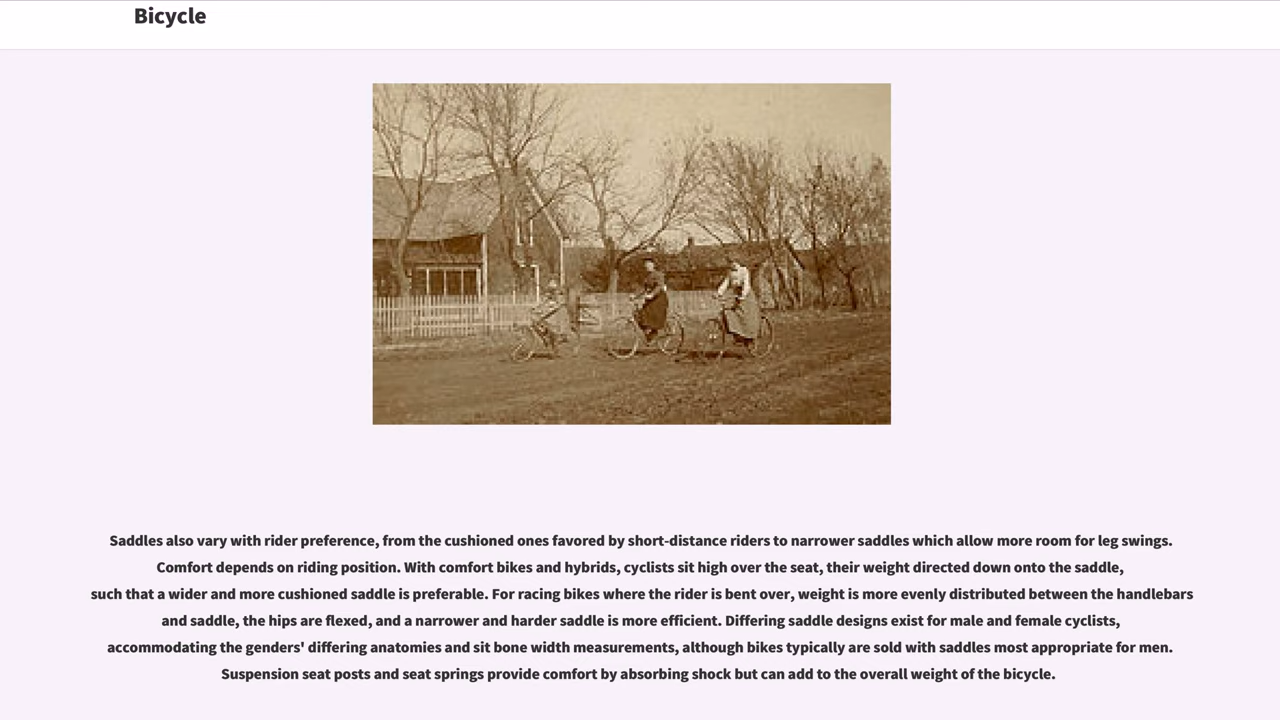 Bicycle
Saddles also vary with rider preference, from the cushioned ones favored by short-distance riders to narrower saddles which allow more room for leg swings.
Comfort depends on riding position. With comfort bikes and hybrids, cyclists sit high over the seat, their weight directed down onto the saddle,
such that a wider and more cushioned saddle is preferable. For racing bikes where the rider is bent over, weight is more evenly distributed between the handlebars
and saddle, the hips are flexed, and a narrower and harder saddle is more efficient. Differing saddle designs exist for male and female cyclists,
accommodating the genders' differing anatomies and sit bone width measurements, although bikes typically are sold with saddles most appropriate for men.
Suspension seat posts and seat springs provide comfort by absorbing shock but can add to the overall weight of the bicycle.